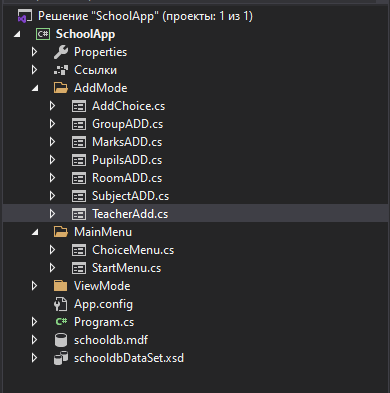 Решение "SchoolApp" (проекты: 1 из 1)
C# SchoolApp
Properties
Ссылки
AddMode
AddChoice.cs
GroupADD.cs
MarksADD.cs
PupilsADD.cs
RoomADD.cs
SubjectADD.cs
TeacherAdd.cs
MainMenu
ChoiceMenu.cs
StartMenu.cs
ViewMode
App.config
C# Program.cs
schooldb.mdf
schooldbDataSet.xsd